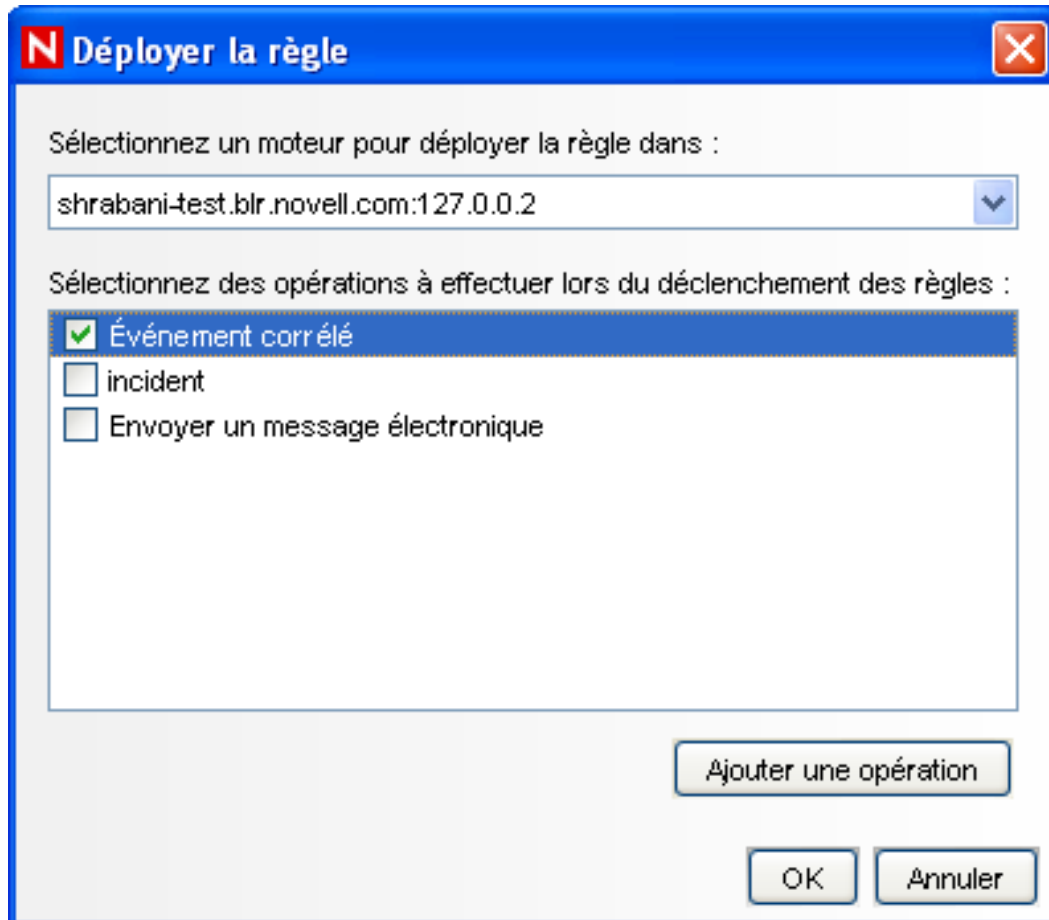 N Déployer la règle
Sélectionnez un moteur pour déployer la règle dans :
shrabani-test.blr.novell.com:127.0.0.2
Sélectionnez des opérations à effectuer lors du déclenchement des règles :
Événement corrélé
incident
Envoyer un message électronique
Ajouter une opération
OK Annuler